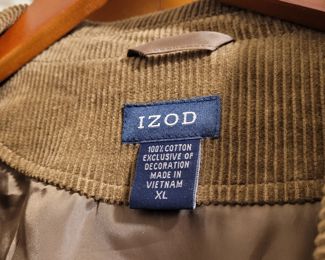 IZOD
100% COTTON
EXCLUSIVE OF
DECORATION
MADE IN
VIETNAM
XL